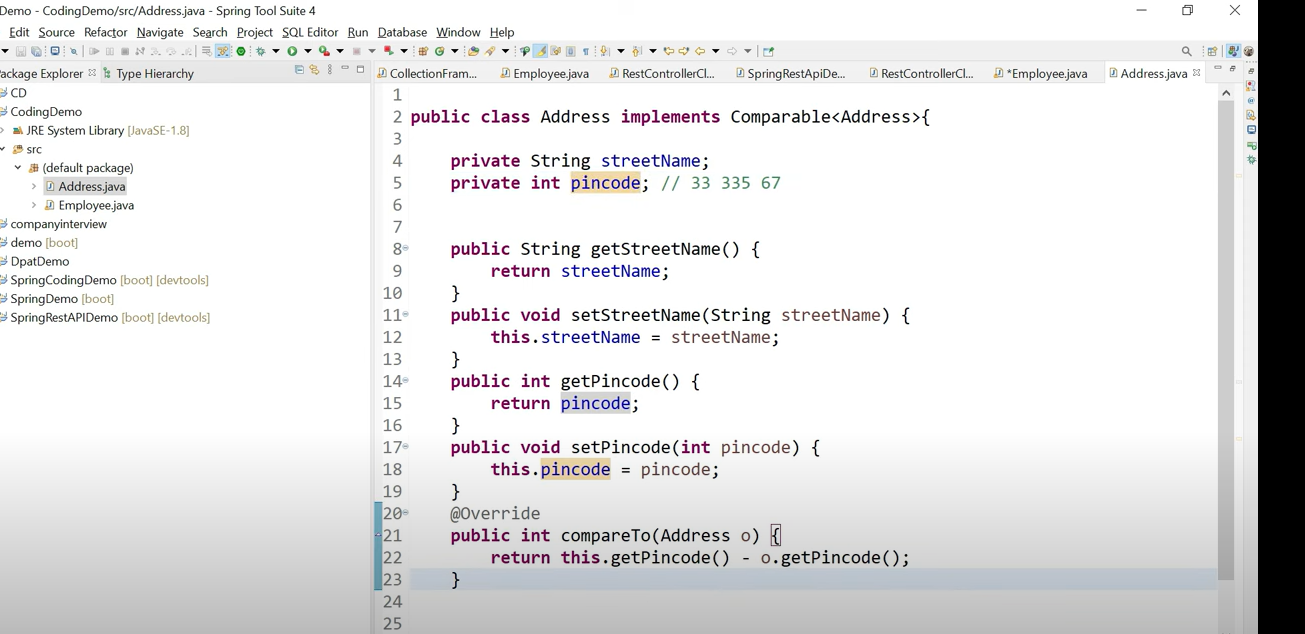 Demo - CodingDemo/src/Address.java - Spring Tool Suite 4
Edit Source Refactor Navigate Search Project SQL Editor Run Database Window Help
Package Explorer Type Hierarchy
CollectionFram... Employee.java RestControllerCl... SpringRestApiDe... RestControllerCl... *Employee.java Address.java
CD
CodingDemo
JRE System Library [JavaSE-1.8]
src
(default package)
Address.java
Employee.java
companyinterview
demo [boot]
DpatDemo
SpringCodingDemo [boot] [devtools]
SpringDemo [boot]
SpringRestAPIDemo [boot] [devtools]
1
2 public class Address implements Comparable<Address>{
3
4 private String streetName;
5 private int pincode; // 33 335 67
6
7
8 public String getStreetName() {
9 return streetName;
10 }
11 public void setStreetName(String streetName) {
12 this.streetName = streetName;
13 }
14 public int getPincode() {
15 return pincode;
16 }
17 public void setPincode(int pincode) {
18 this.pincode = pincode;
19 }
20 @Override
21 public int compareTo(Address o) {
22 return this.getPincode() - o.getPincode();
23 }
24
25